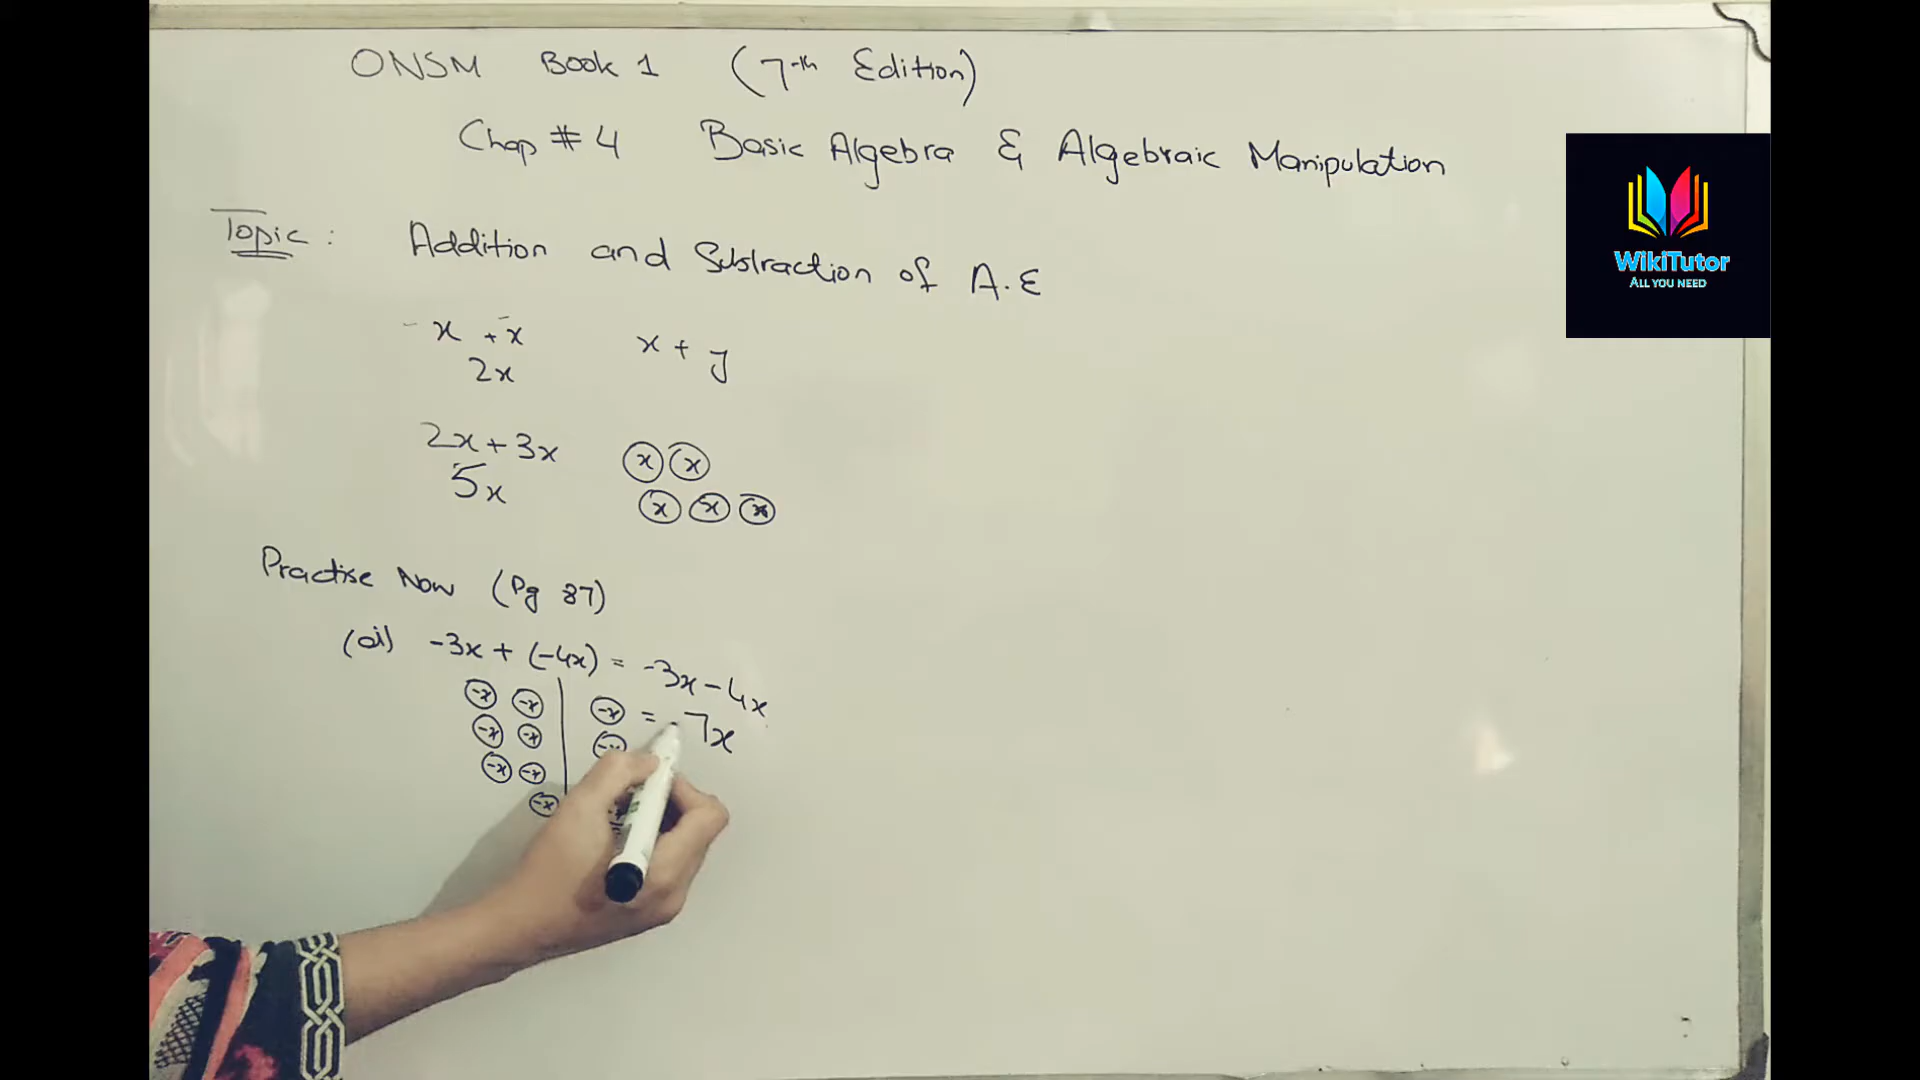 ONSM Book 1 (7th Edition)
Chap # 4 Basic Algebra & Algebraic Manipulation
WikiTutor
ALL YOU NEED
Topic : Addition and Subtraction of A.E
-x + -x x + y
2x
2x + 3x x x
5x x x x
Practise Now (Pg 87)
(ai) -3x + (-4x) = -3x - 4x
-x -x -x = -7x
-x -x -x
-x -x
-x